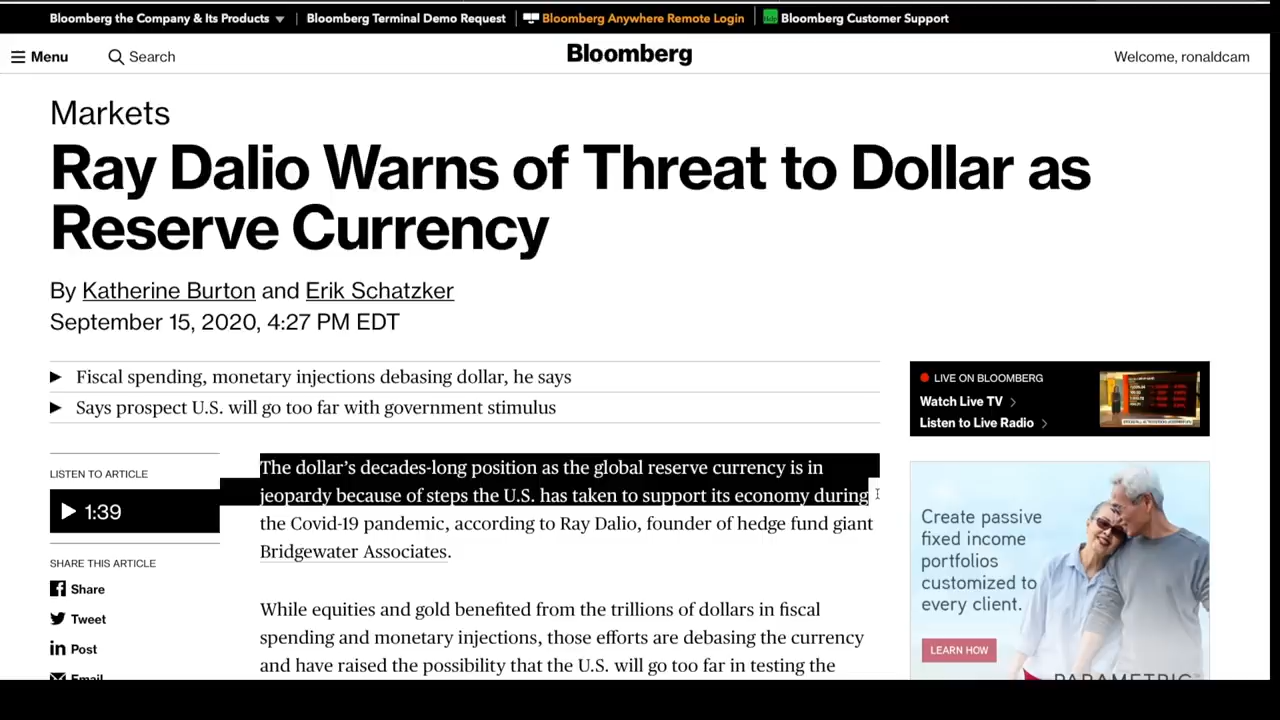 Bloomberg the Company & Its Products
Bloomberg Terminal Demo Request
Bloomberg Anywhere Remote Login
Bloomberg Customer Support
Menu
Search
Bloomberg
Welcome, ronaldcam
Markets
Ray Dalio Warns of Threat to Dollar as
Reserve Currency
By Katherine Burton and Erik Schatzker
September 15, 2020, 4:27 PM EDT
Fiscal spending, monetary injections debasing dollar, he says
Says prospect U.S. will go too far with government stimulus
LISTEN TO ARTICLE
1:39
SHARE THIS ARTICLE
Share
Tweet
Post
Email
The dollar’s decades-long position as the global reserve currency is in
jeopardy because of steps the U.S. has taken to support its economy during
the Covid-19 pandemic, according to Ray Dalio, founder of hedge fund giant
Bridgewater Associates.
While equities and gold benefited from the trillions of dollars in fiscal
spending and monetary injections, those efforts are debasing the currency
and have raised the possibility that the U.S. will go too far in testing the
LIVE ON BLOOMBERG
Watch Live TV
Listen to Live Radio
Create passive
fixed income
portfolios
customized to
every client.
LEARN HOW
PARAMETRIC